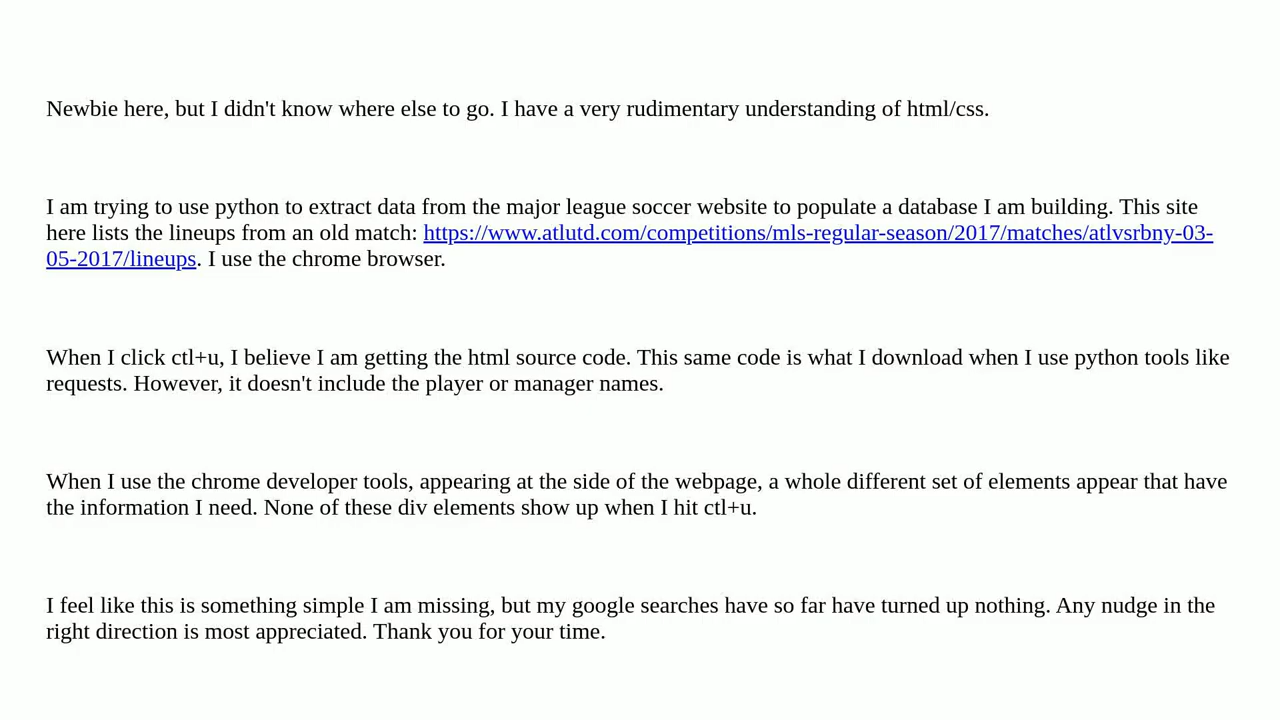 Newbie here, but I didn't know where else to go. I have a very rudimentary understanding of html/css.
I am trying to use python to extract data from the major league soccer website to populate a database I am building. This site
here lists the lineups from an old match: https://www.atlutd.com/competitions/mls-regular-season/2017/matches/atlvsrbny-03-
05-2017/lineups. I use the chrome browser.
When I click ctl+u, I believe I am getting the html source code. This same code is what I download when I use python tools like
requests. However, it doesn't include the player or manager names.
When I use the chrome developer tools, appearing at the side of the webpage, a whole different set of elements appear that have
the information I need. None of these div elements show up when I hit ctl+u.
I feel like this is something simple I am missing, but my google searches have so far have turned up nothing. Any nudge in the
right direction is most appreciated. Thank you for your time.